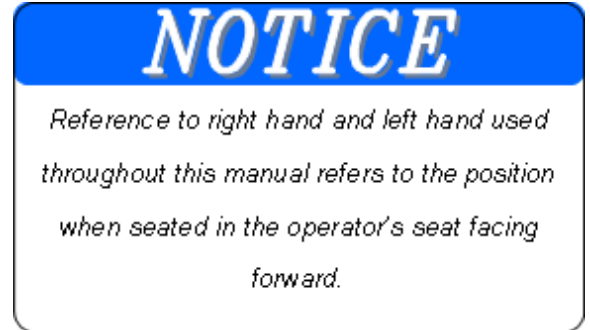 NOTICE
Reference to right hand and left hand used
throughout this manual refers to the position
when seated in the operator's seat facing
forward.